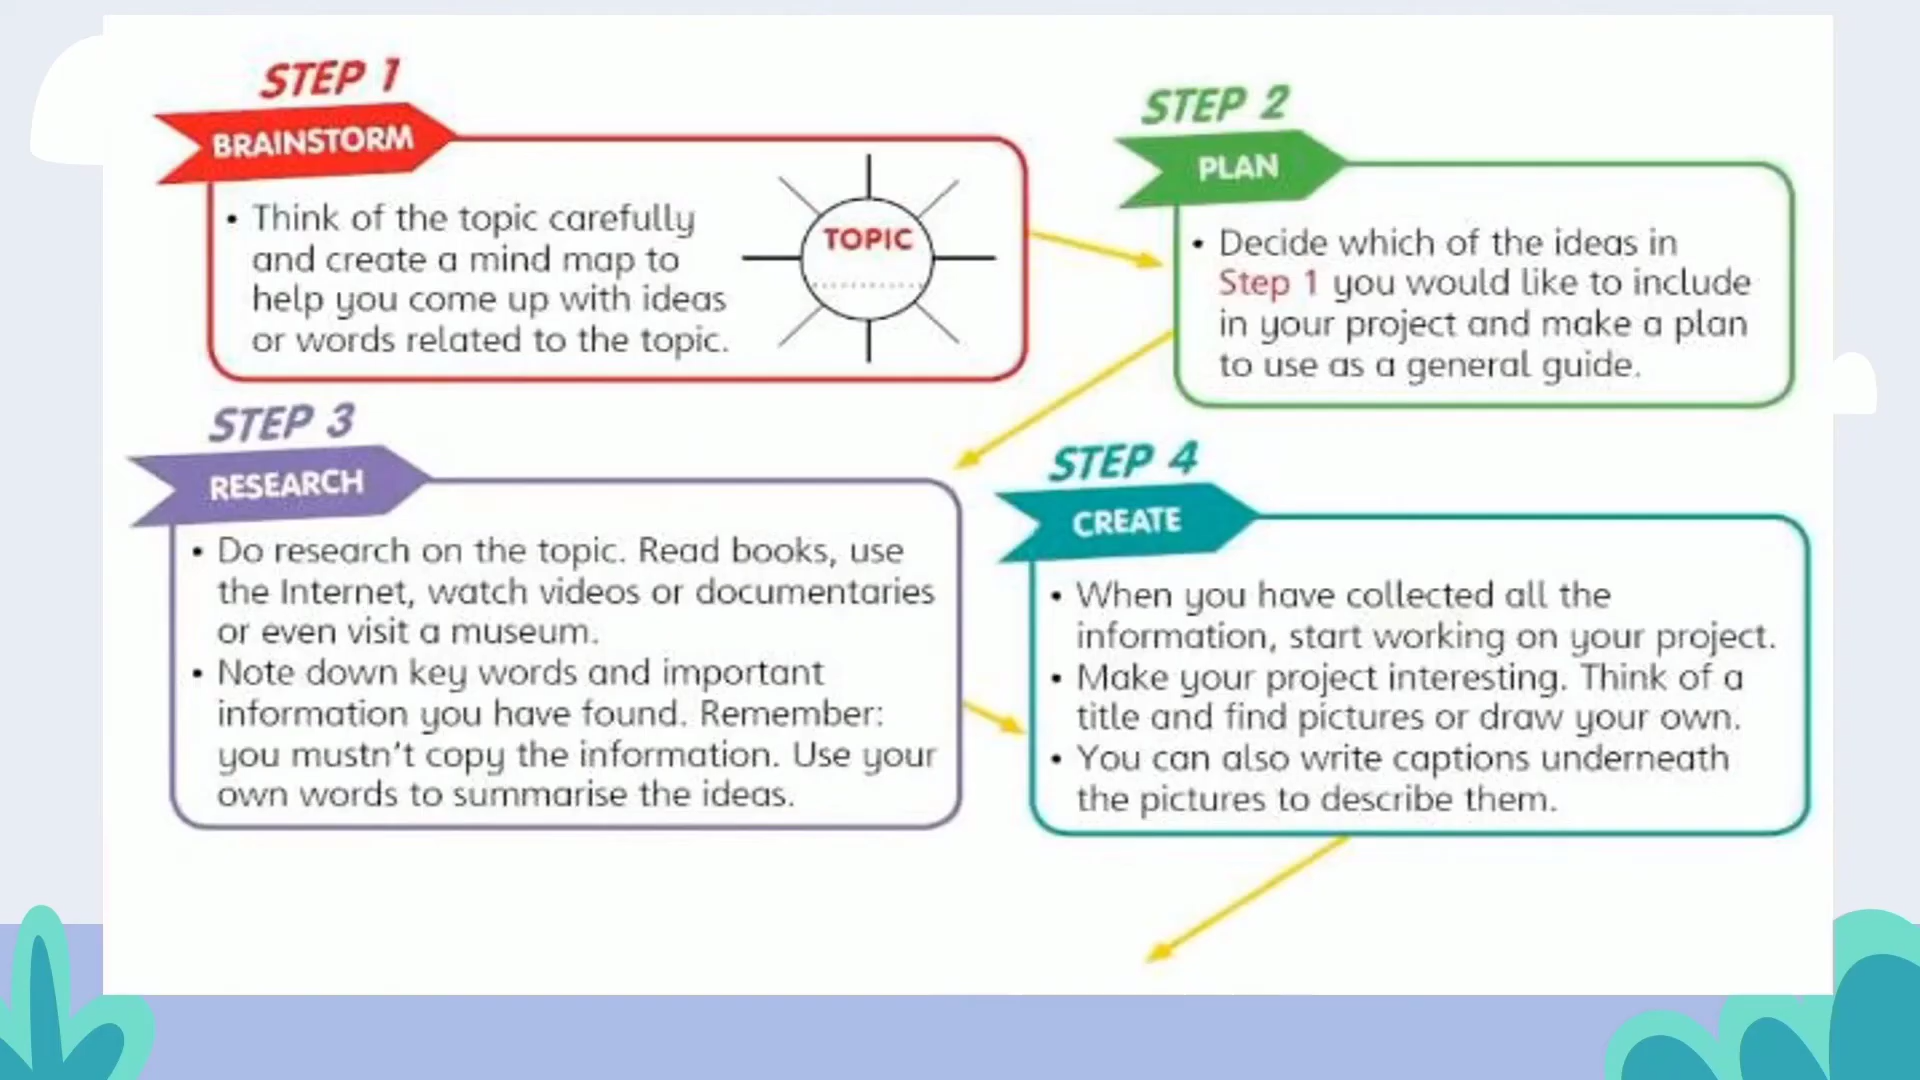 STEP 1
BRAINSTORM
• Think of the topic carefully
and create a mind map to
help you come up with ideas
or words related to the topic.
TOPIC
STEP 2
PLAN
• Decide which of the ideas in
Step 1 you would like to include
in your project and make a plan
to use as a general guide.
STEP 3
RESEARCH
• Do research on the topic. Read books, use
the Internet, watch videos or documentaries
or even visit a museum.
• Note down key words and important
information you have found. Remember:
you mustn't copy the information. Use your
own words to summarise the ideas.
STEP 4
CREATE
• When you have collected all the
information, start working on your project.
• Make your project interesting. Think of a
title and find pictures or draw your own.
• You can also write captions underneath
the pictures to describe them.